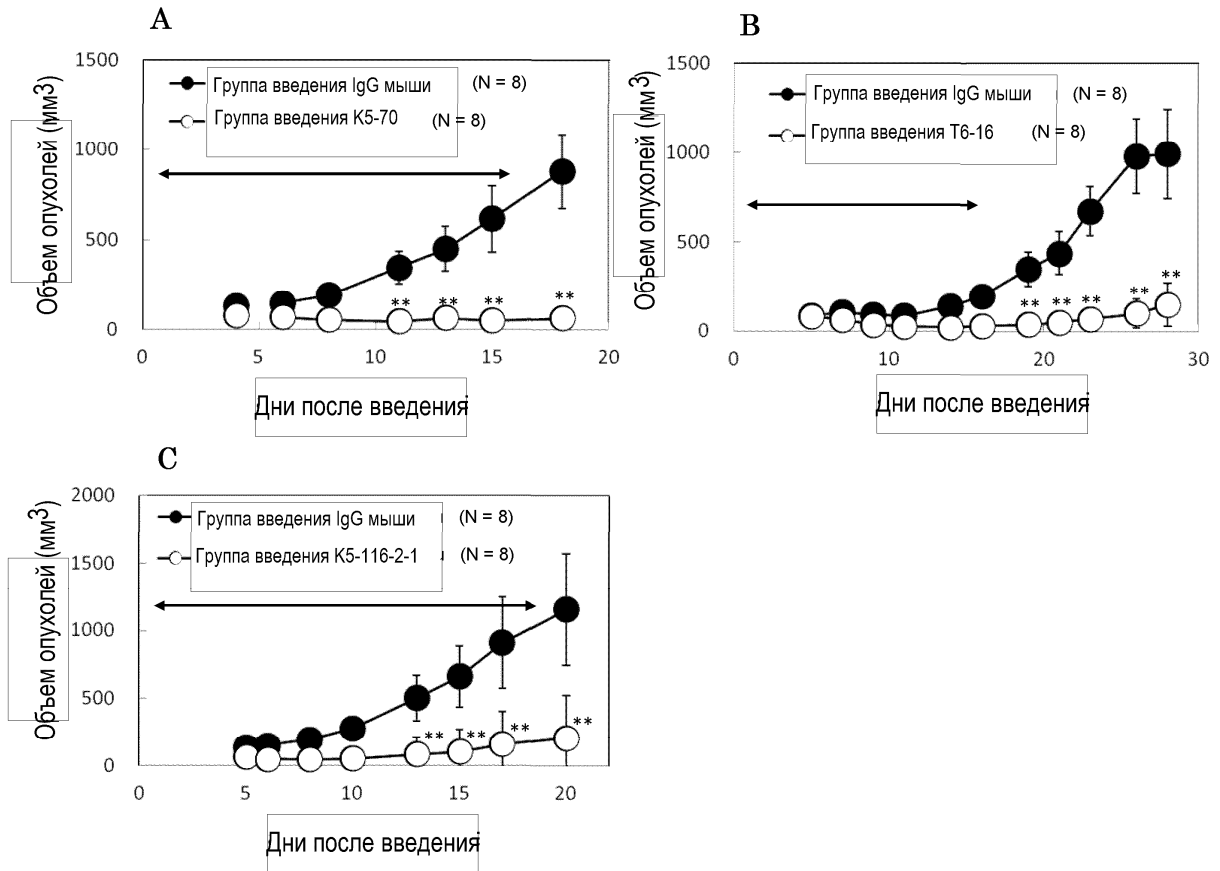 A
Объем опухолей (мм3)
1500
1000
500
0
Группа введения IgG мыши (N = 8)
Группа введения K5-70 (N = 8)
** ** ** **
0 5 10 15 20
Дни после введения
B
Объем опухолей (мм3)
1500
1000
500
0
Группа введения IgG мыши (N = 8)
Группа введения T6-16 (N = 8)
** ** ** ** **
0 10 20 30
Дни после введения
C
Объем опухолей (мм3)
2000
1500
1000
500
0
Группа введения IgG мыши (N = 8)
Группа введения K5-116-2-1 (N = 8)
** ** ** **
0 5 10 15 20
Дни после введения